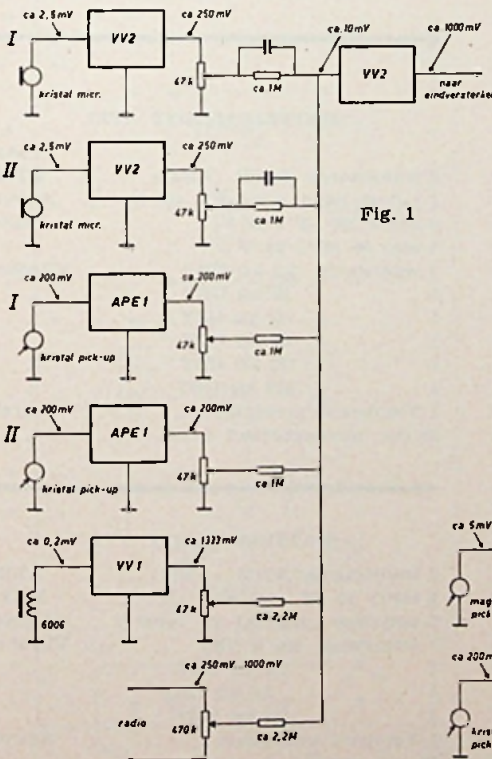 ca 2,5mV
ca 250mV
ca 10mV
ca 1000mV
I
VV2
VV2
47k
ca 1M
naar
eindversterker
kristal micr.
ca 2,5mV
ca 250mV
II
VV2
47k
ca 1M
kristal micr.
Fig. 1
ca 200mV
ca 200mV
I
APE1
47k
ca 1M
kristal pick-up
ca 200mV
ca 200mV
II
APE1
47k
ca 1M
kristal pick-up
ca 0,2mV
ca 1333mV
VV1
47k
ca 2,2M
6006
ca 5mV
mag
pick
ca 250mV - 1000mV
radio
470k
ca 2,2M
ca 200m
krist
pick